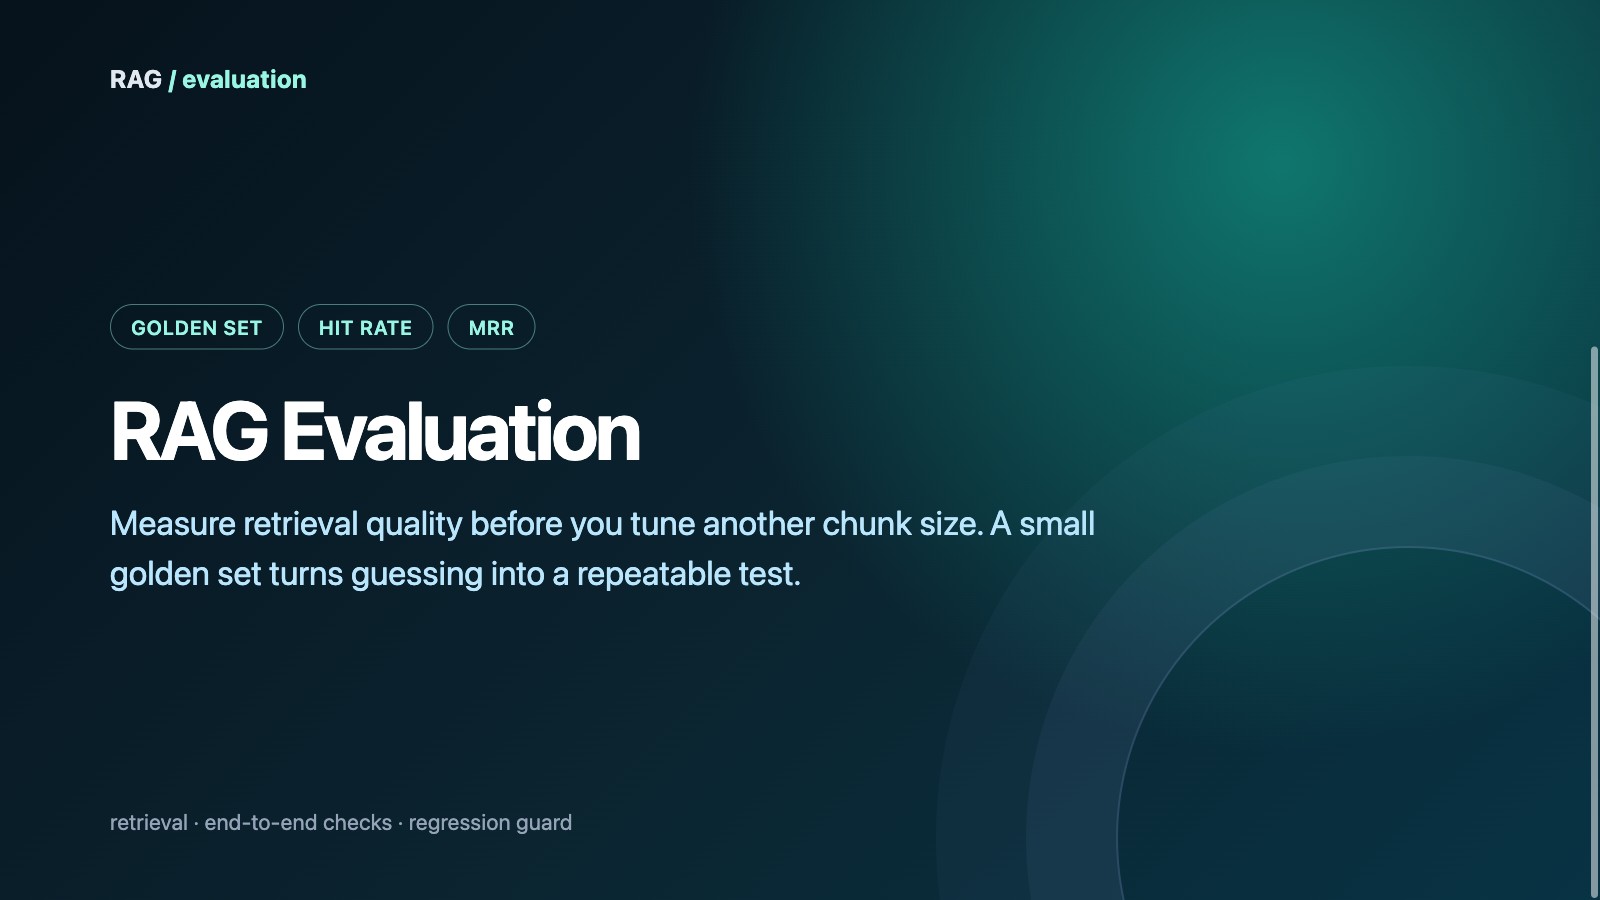 RAG / evaluation
GOLDEN SET
HIT RATE
MRR
RAG Evaluation
Measure retrieval quality before you tune another chunk size. A small
golden set turns guessing into a repeatable test.
retrieval · end-to-end checks · regression guard